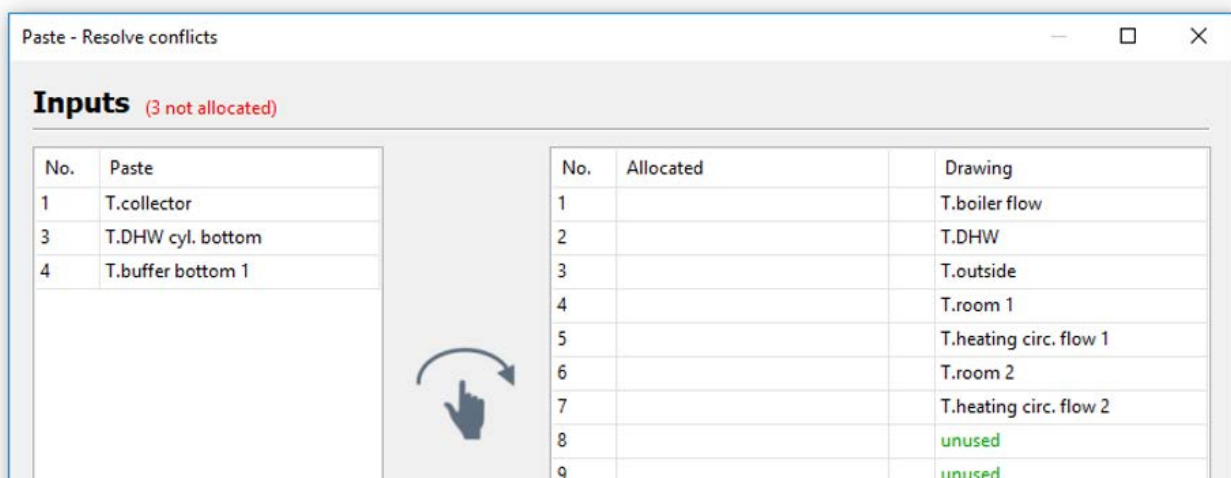 Paste - Resolve conflicts
Inputs (3 not allocated)
No. Paste
1 T.collector
3 T.DHW cyl. bottom
4 T.buffer bottom 1
No. Allocated Drawing
1 T.boiler flow
2 T.DHW
3 T.outside
4 T.room 1
5 T.heating circ. flow 1
6 T.room 2
7 T.heating circ. flow 2
8 unused
9 unused